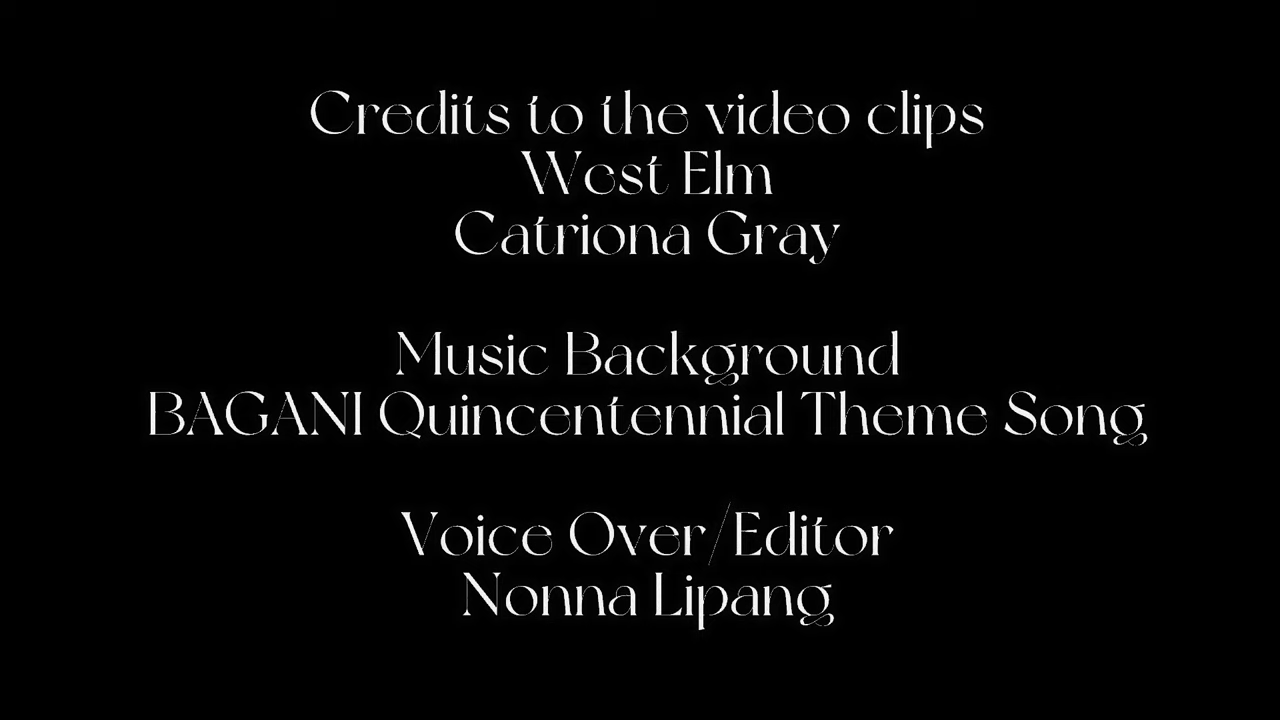 Credits to the video clips
West Elm
Catriona Gray
Music Background
BAGANI Quincentennial Theme Song
Voice Over/Editor
Nonna Lipang